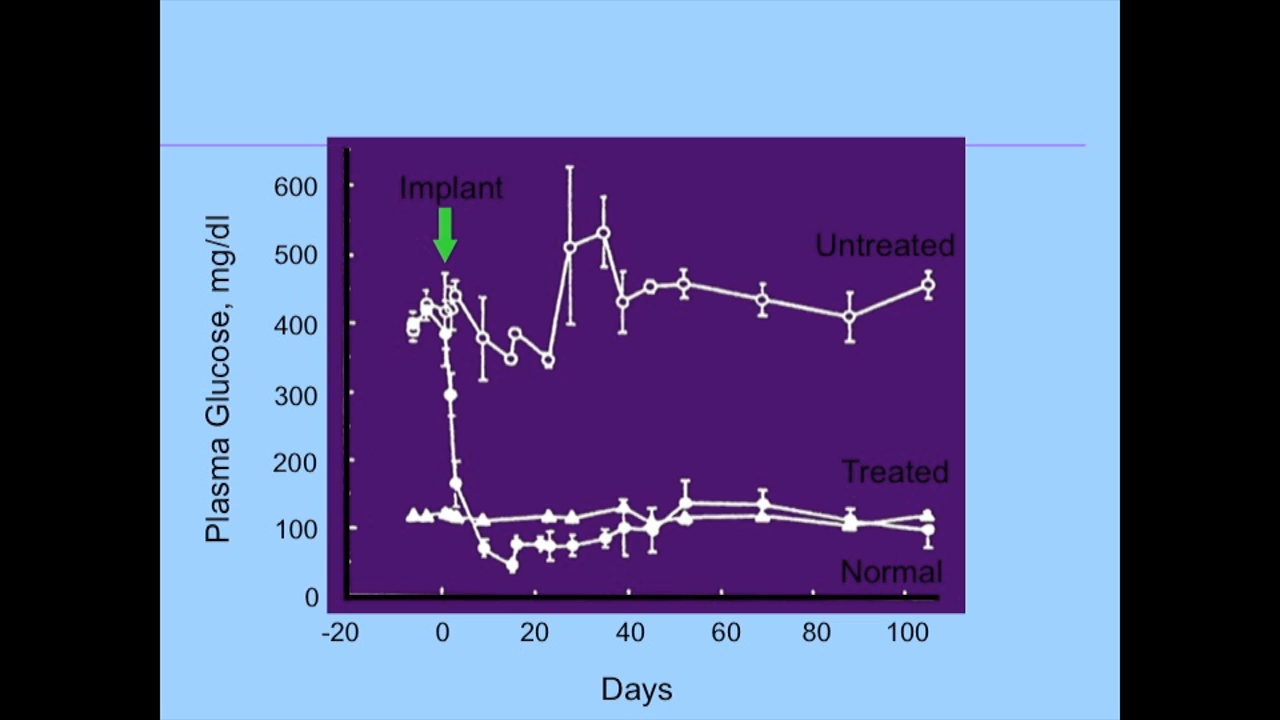 Implant
Untreated
Treated
Normal
Plasma Glucose, mg/dl
600
500
400
300
200
100
0
-20 0 20 40 60 80 100
Days